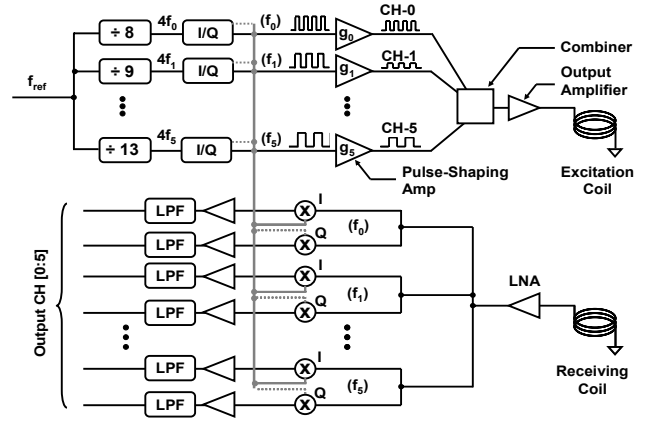 CH-0
÷ 8
4f0
I/Q
(f0)
g0
Combiner
fref
÷ 9
4f1
I/Q
(f1)
g1
CH-1
Output
Amplifier
÷ 13
4f5
I/Q
(f5)
g5
CH-5
Pulse-Shaping
Amp
Excitation
Coil
Output CH [0:5]
LPF
X
I
(f0)
LPF
X
Q
LPF
X
I
(f1)
LPF
X
Q
LNA
LPF
X
I
(f5)
LPF
X
Q
Receiving
Coil